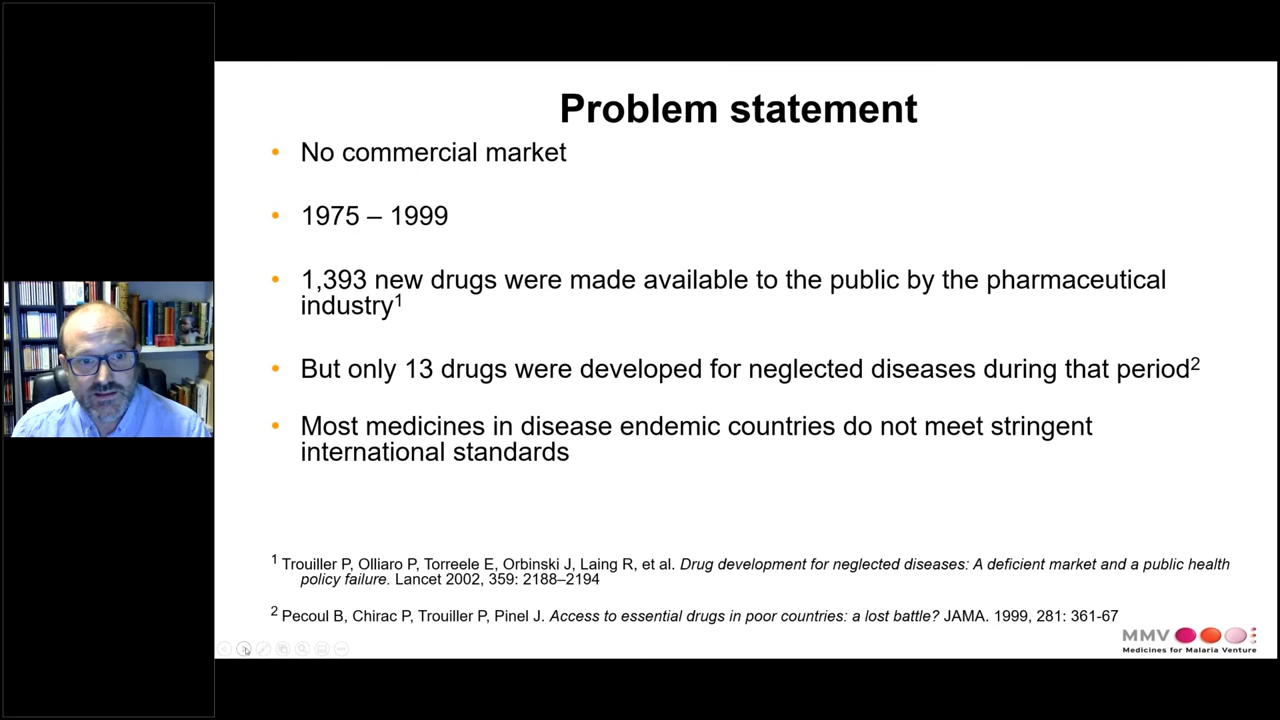 Problem statement
• No commercial market
• 1975 – 1999
• 1,393 new drugs were made available to the public by the pharmaceutical
industry¹
• But only 13 drugs were developed for neglected diseases during that period²
• Most medicines in disease endemic countries do not meet stringent
international standards
¹ Trouiller P, Olliaro P, Torreele E, Orbinski J, Laing R, et al. Drug development for neglected diseases: A deficient market and a public health
policy failure. Lancet 2002, 359: 2188–2194
² Pecoul B, Chirac P, Trouiller P, Pinel J. Access to essential drugs in poor countries: a lost battle? JAMA. 1999, 281: 361-67
MMV
Medicines for Malaria Venture